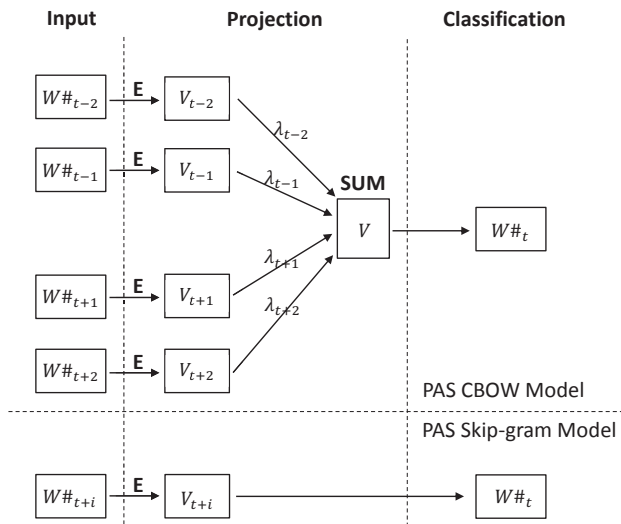 Input Projection Classification
W#ₜ₋₂ E Vₜ₋₂
λₜ₋₂
W#ₜ₋₁ E Vₜ₋₁ λₜ₋₁ SUM
V W#ₜ
λₜ₊₁
W#ₜ₊₁ E Vₜ₊₁
λₜ₊₂
W#ₜ₊₂ E Vₜ₊₂
PAS CBOW Model
PAS Skip-gram Model
W#ₜ₊ᵢ E Vₜ₊ᵢ W#ₜ